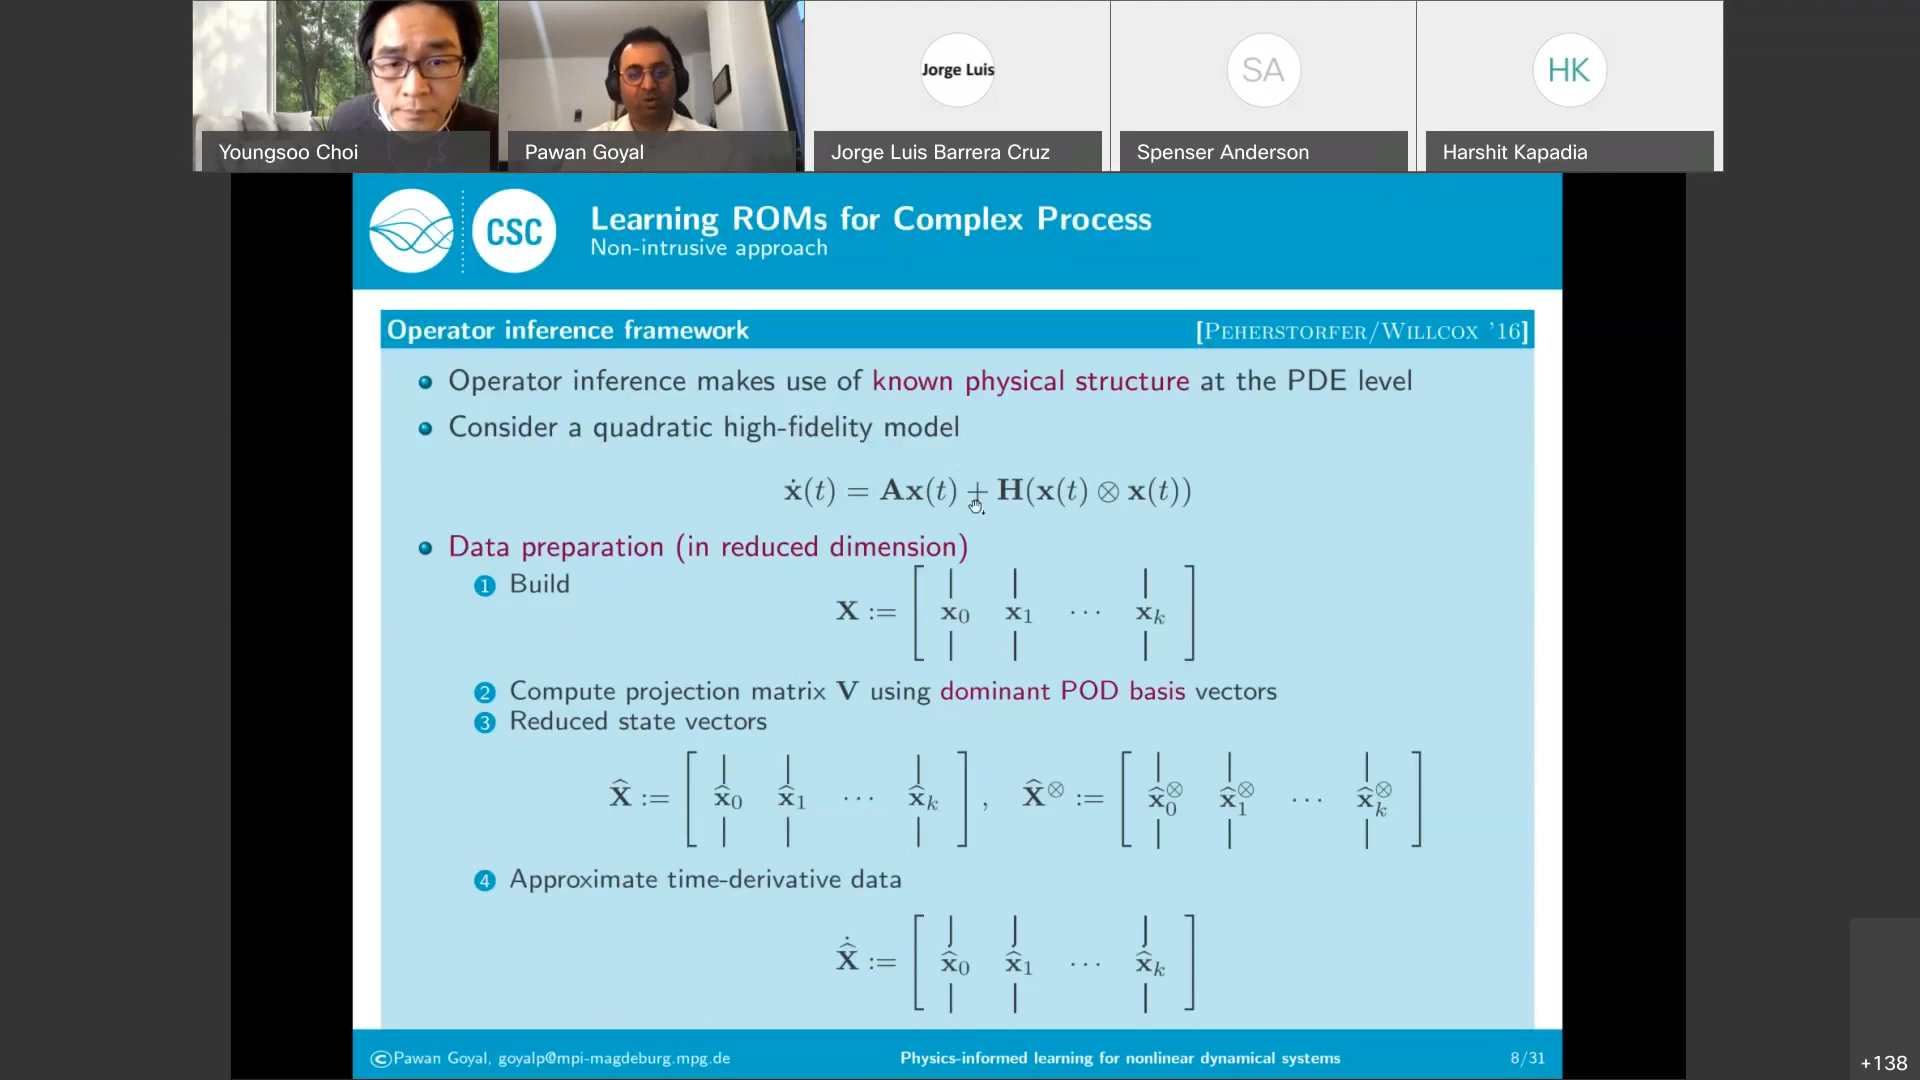 Jorge Luis
SA
HK
Youngsoo Choi
Pawan Goyal
Jorge Luis Barrera Cruz
Spenser Anderson
Harshit Kapadia
CSC
Learning ROMs for Complex Process
Non-intrusive approach
Operator inference framework [Peherstorfer/Willcox '16]
Operator inference makes use of known physical structure at the PDE level
Consider a quadratic high-fidelity model
ẋ(t) = Ax(t) + H(x(t) ⊗ x(t))
Data preparation (in reduced dimension)
1 Build
X := [ x₀ x₁ ⋯ xₖ ]
2 Compute projection matrix V using dominant POD basis vectors
3 Reduced state vectors
X̂ := [ x̂₀ x̂₁ ⋯ x̂ₖ ], X̂^⊗ := [ x̂₀^⊗ x̂₁^⊗ ⋯ x̂ₖ^⊗ ]
4 Approximate time-derivative data
X̂̇ := [ x̂̇₀ x̂̇₁ ⋯ x̂̇ₖ ]
©Pawan Goyal, goyalp@mpi-magdeburg.mpg.de Physics-informed learning for nonlinear dynamical systems 8/31
+138